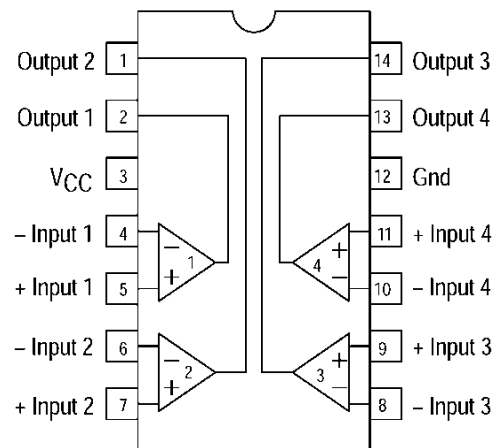 Output 2 1 14 Output 3
Output 1 2 13 Output 4
VCC 3 12 Gnd
– Input 1 4 – + 11 + Input 4
1 4
+ Input 1 5 + – 10 – Input 4
– Input 2 6 – + 9 + Input 3
2 3
+ Input 2 7 + – 8 – Input 3